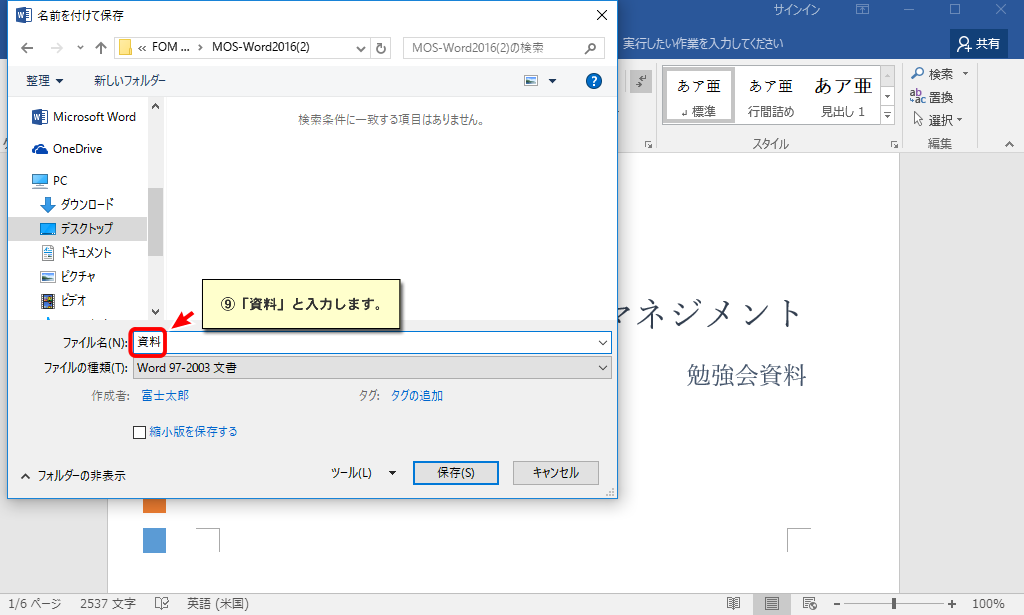 名前を付けて保存
サインイン
« FOM ... › MOS-Word2016(2)
MOS-Word2016(2)の検索
実行したい作業を入力してください
共有
整理
新しいフォルダー
Microsoft Word
OneDrive
PC
ダウンロード
デスクトップ
ドキュメント
ピクチャ
ビデオ
検索条件に一致する項目はありません。
あア亜
↲ 標準
あア亜
行間詰め
あア亜
見出し 1
スタイル
検索
置換
選択
編集
⑨「資料」と入力します。
マネジメント
勉強会資料
ファイル名(N):
資料
ファイルの種類(T):
Word 97-2003 文書
作成者:
富士太郎
タグ:
タグの追加
縮小版を保存する
フォルダーの非表示
ツール(L)
保存(S)
キャンセル
1/6 ページ
2537 文字
英語 (米国)
100%